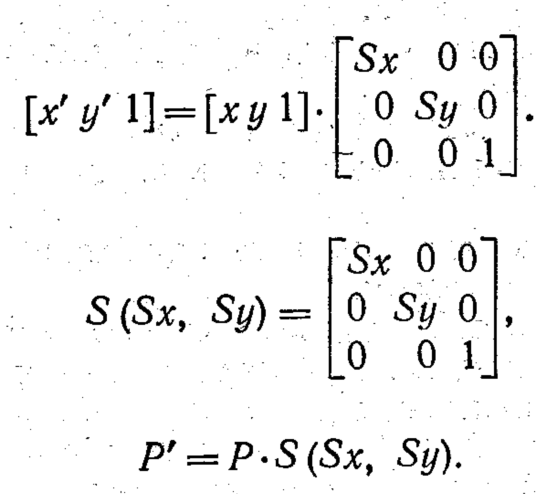 [x′ y′ 1]=[x y 1]·[Sx 0 0
0 Sy 0
0 0 1].
S (Sx, Sy) = [Sx 0 0
0 Sy 0
0 0 1],
P′ = P·S (Sx, Sy).